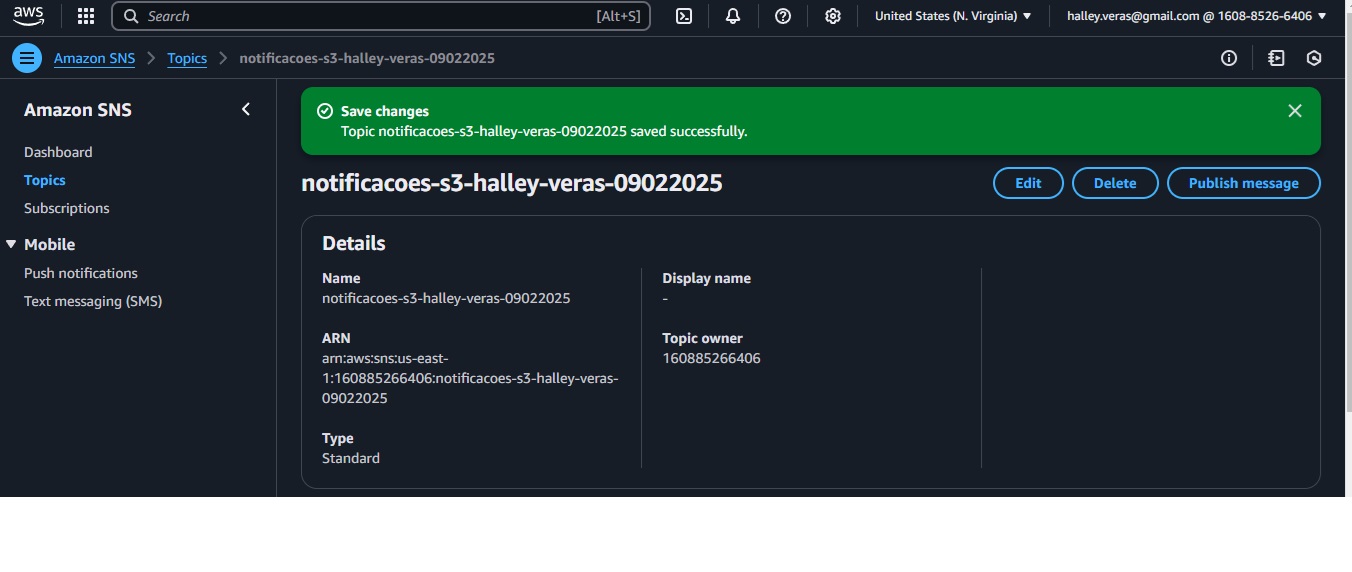 aws
Search [Alt+S] United States (N. Virginia) halley.veras@gmail.com @ 1608-8526-6406
Amazon SNS Topics notificacoes-s3-halley-veras-09022025
Amazon SNS
Dashboard
Topics
Subscriptions
Mobile
Push notifications
Text messaging (SMS)
Save changes
Topic notificacoes-s3-halley-veras-09022025 saved successfully.
notificacoes-s3-halley-veras-09022025
Edit Delete Publish message
Details
Name
notificacoes-s3-halley-veras-09022025
ARN
arn:aws:sns:us-east-
1:160885266406:notificacoes-s3-halley-veras-
09022025
Type
Standard
Display name
-
Topic owner
160885266406